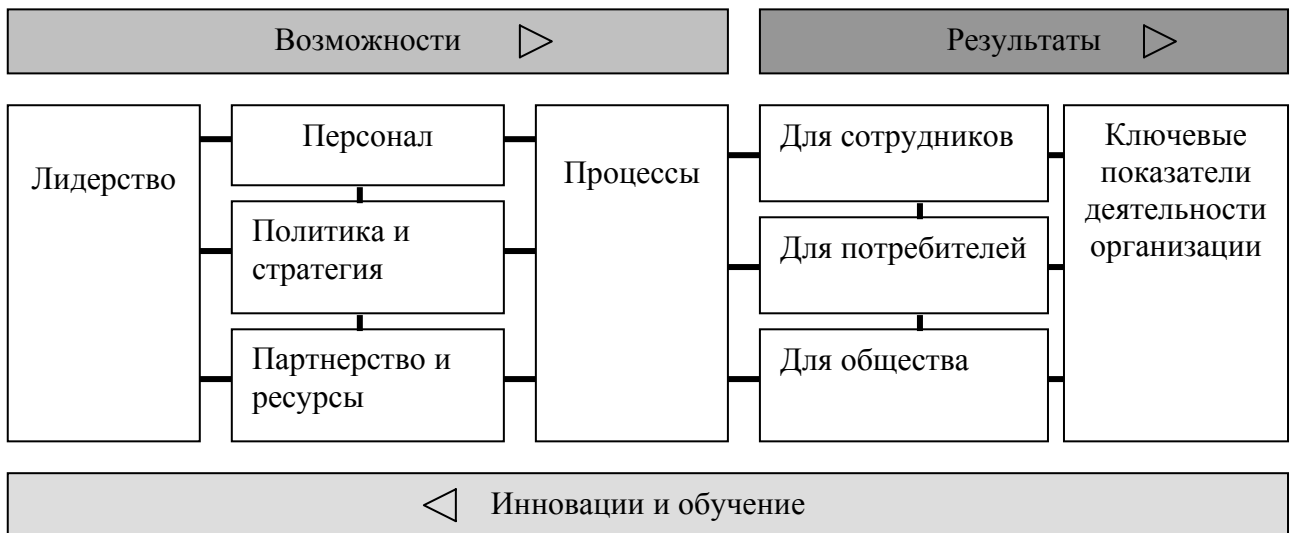 Возможности
Результаты
Лидерство
Персонал
Политика и
стратегия
Партнерство и
ресурсы
Процессы
Для сотрудников
Для потребителей
Для общества
Ключевые
показатели
деятельности
организации
Инновации и обучение